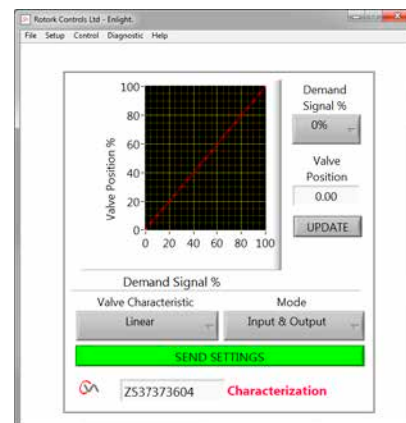 Rotork Controls Ltd - Enlight.
File Setup Control Diagnostic Help
100
80
60
40
20
0
Valve Position %
0 20 40 60 80 100
Demand Signal %
Demand
Signal %
0%
Valve
Position
0.00
UPDATE
Valve Characteristic
Linear
Mode
Input & Output
SEND SETTINGS
ZS37373604
Characterization